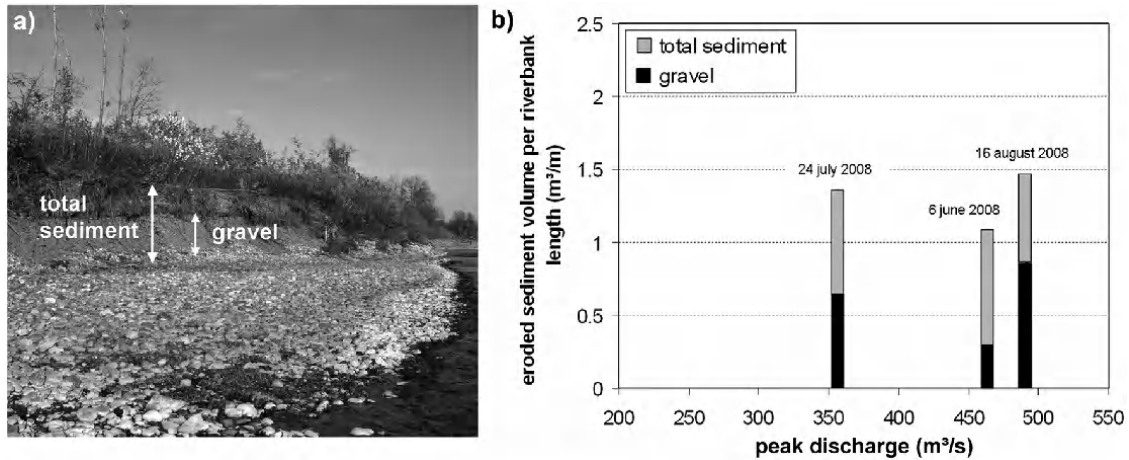 a)
total
sediment
gravel
b)
eroded sediment volume per riverbank
length (m³/m)
2.5
2
1.5
1
0.5
0
total sediment
gravel
24 july 2008
6 june 2008
16 august 2008
200 250 300 350 400 450 500 550
peak discharge (m³/s)